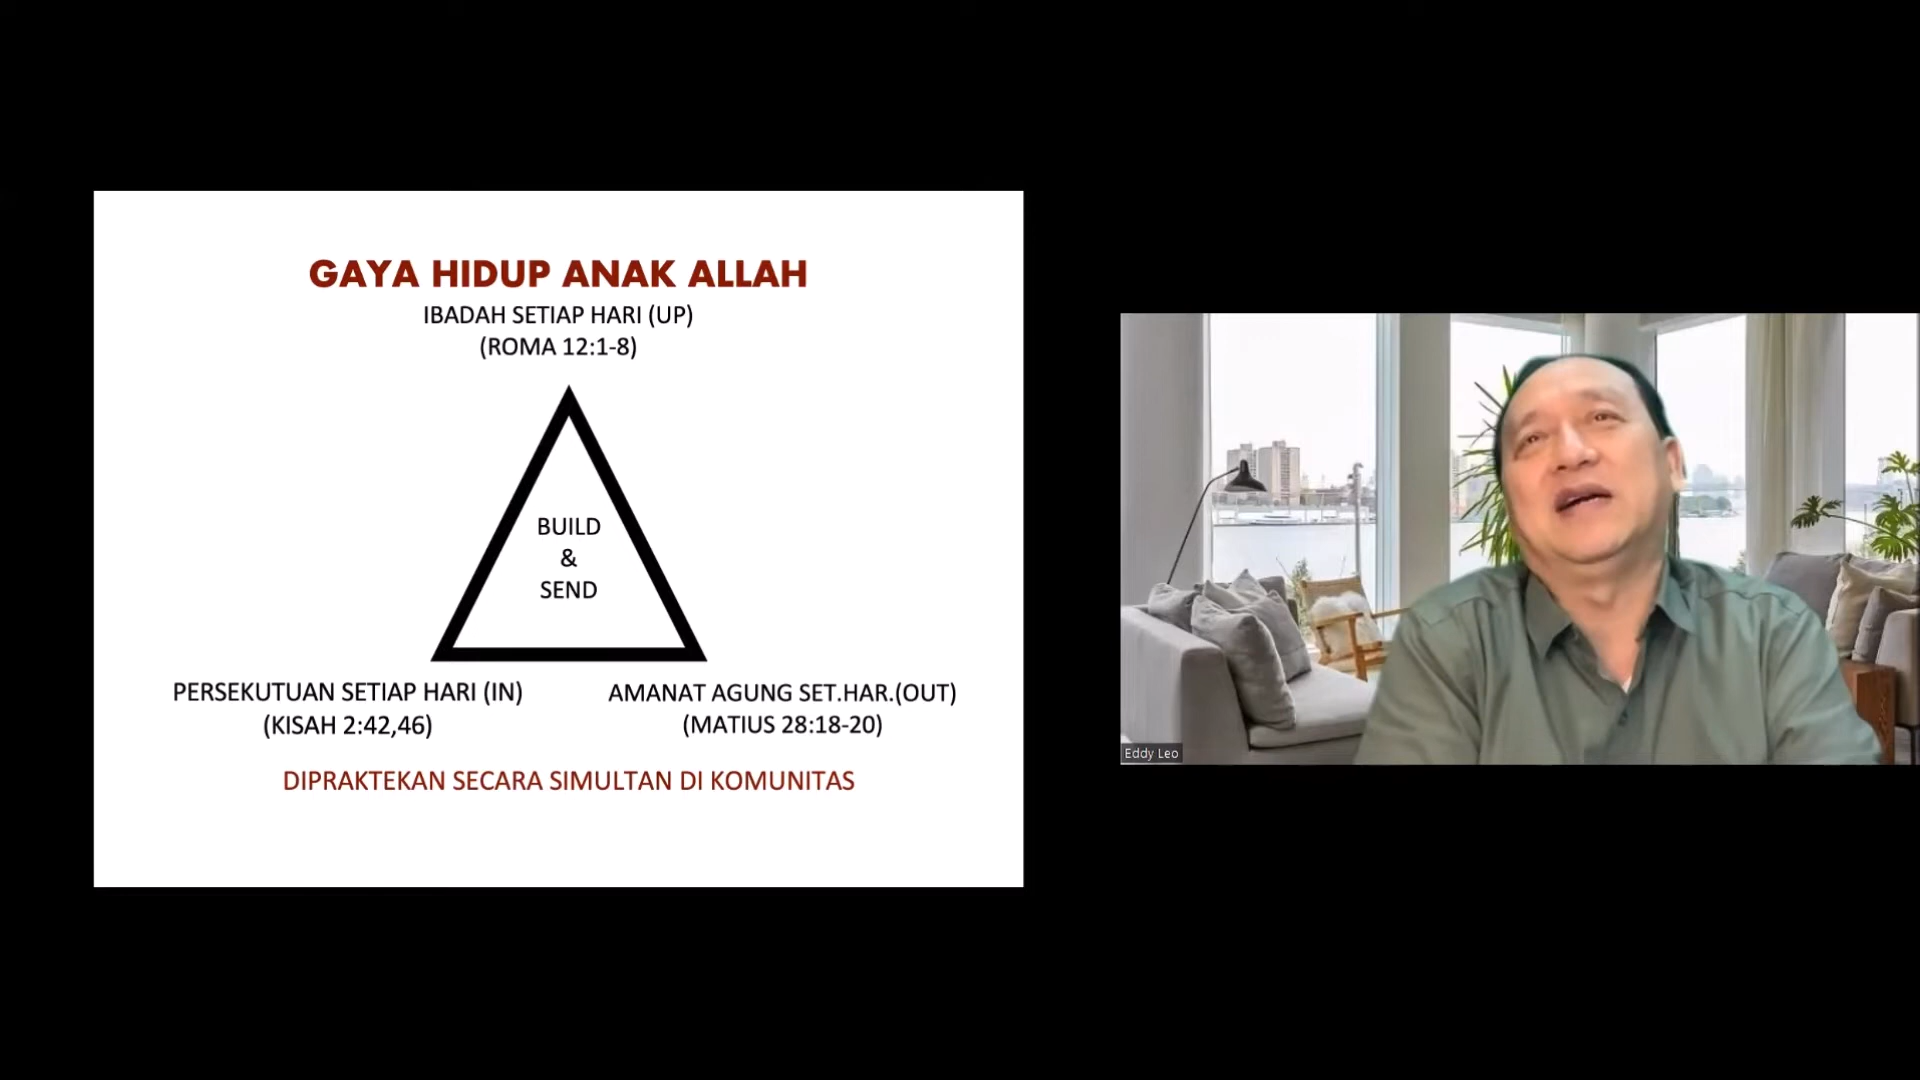 GAYA HIDUP ANAK ALLAH
IBADAH SETIAP HARI (UP)
(ROMA 12:1-8)
BUILD
&
SEND
PERSEKUTUAN SETIAP HARI (IN)
(KISAH 2:42,46)
AMANAT AGUNG SET.HAR.(OUT)
(MATIUS 28:18-20)
DIPRAKTEKAN SECARA SIMULTAN DI KOMUNITAS
Eddy Leo